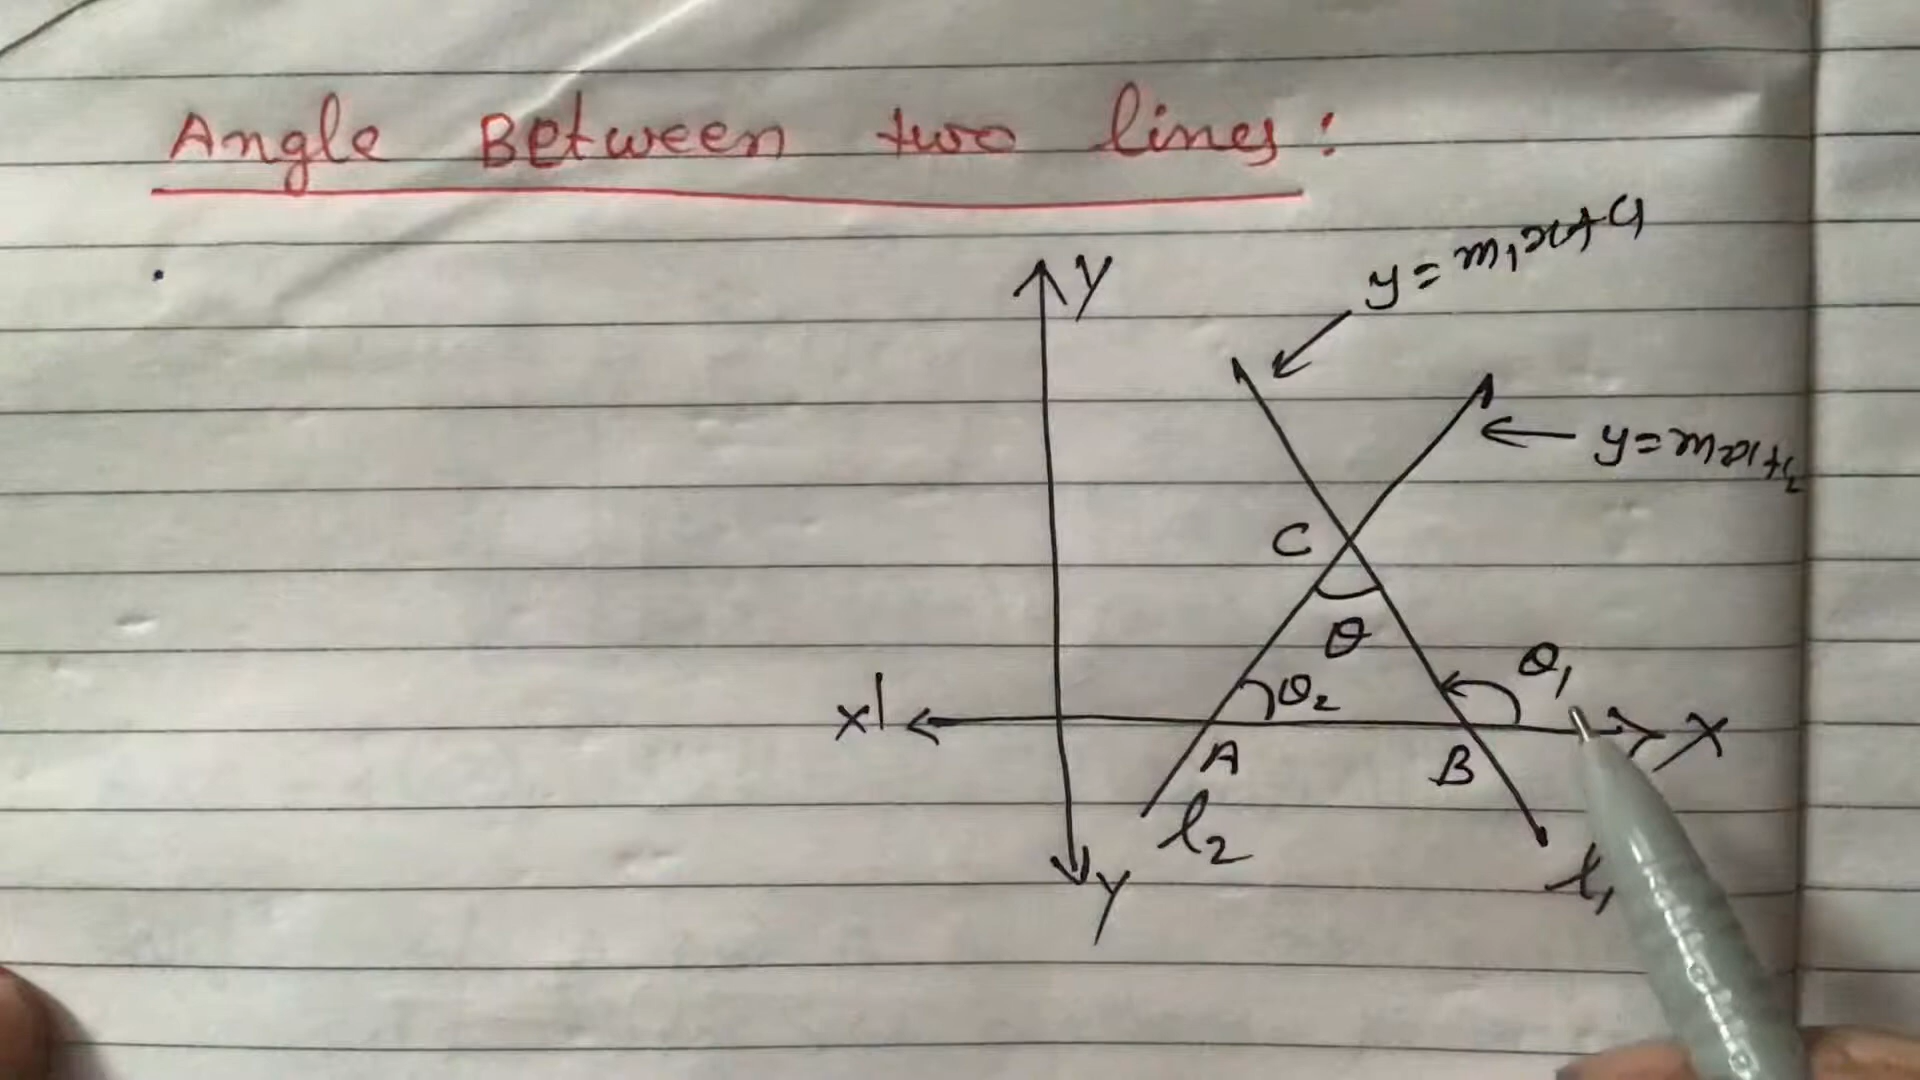 Angle Between two lines:
Y
y = m₁x+c₁
y = m₂x+c₂
C
θ
θ₂
θ₁
x'
X
A
B
l₂
l₁
Y